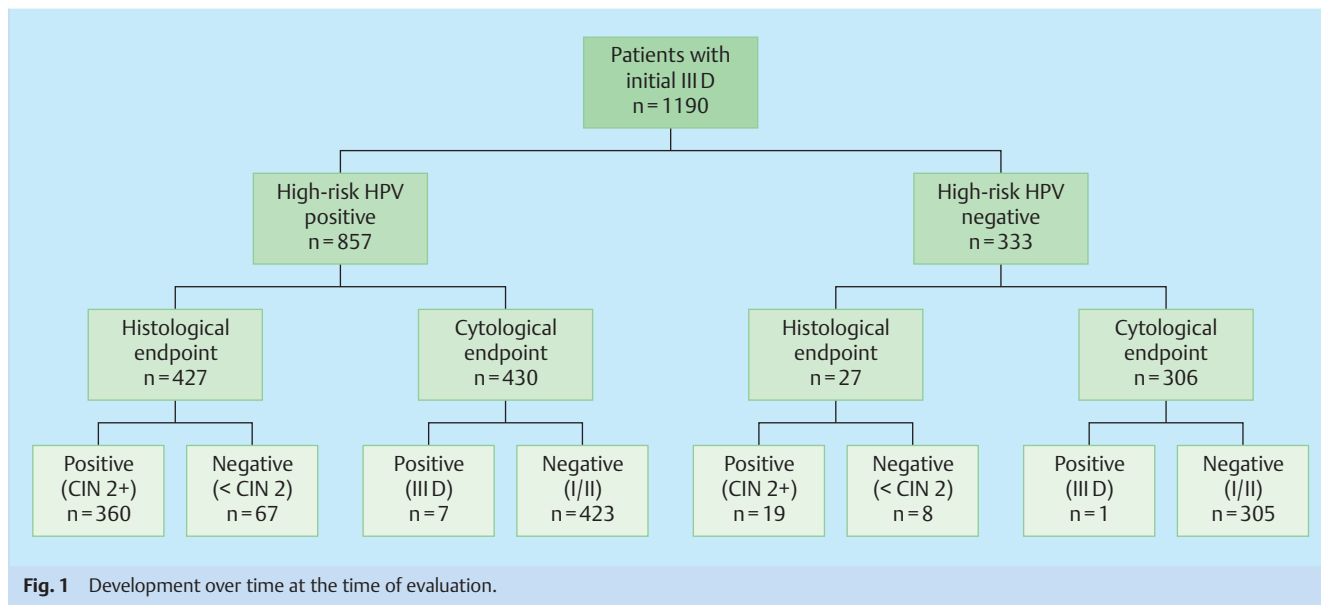 Patients with
initial III D
n = 1190
High-risk HPV
positive
n = 857
High-risk HPV
negative
n = 333
Histological
endpoint
n = 427
Cytological
endpoint
n = 430
Histological
endpoint
n = 27
Cytological
endpoint
n = 306
Positive
(CIN 2+)
n = 360
Negative
(< CIN 2)
n = 67
Positive
(III D)
n = 7
Negative
(I/II)
n = 423
Positive
(CIN 2+)
n = 19
Negative
(< CIN 2)
n = 8
Positive
(III D)
n = 1
Negative
(I/II)
n = 305
Fig. 1 Development over time at the time of evaluation.